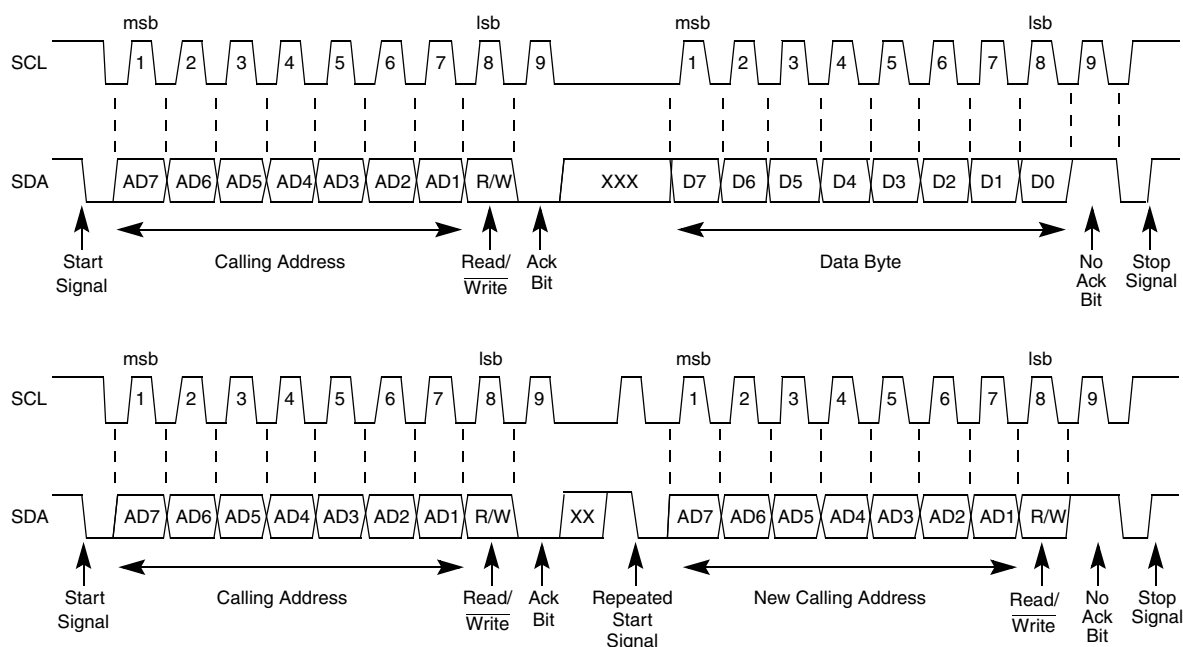 msb lsb msb lsb
SCL 1 2 3 4 5 6 7 8 9 1 2 3 4 5 6 7 8 9
SDA AD7 AD6 AD5 AD4 AD3 AD2 AD1 R/W XXX D7 D6 D5 D4 D3 D2 D1 D0
Start Signal
Calling Address
Read/ Write
Ack Bit
Data Byte
No Ack Bit
Stop Signal
msb lsb msb lsb
SCL 1 2 3 4 5 6 7 8 9 1 2 3 4 5 6 7 8 9
SDA AD7 AD6 AD5 AD4 AD3 AD2 AD1 R/W XX AD7 AD6 AD5 AD4 AD3 AD2 AD1 R/W
Start Signal
Calling Address
Read/ Write
Ack Bit
Repeated Start Signal
New Calling Address
Read/ Write
No Ack Bit
Stop Signal